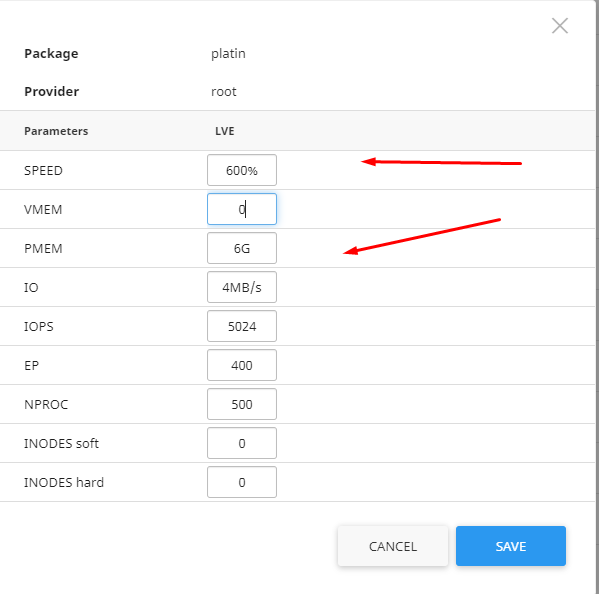 Package platin
Provider root
Parameters LVE
SPEED 600%
VMEM 0
PMEM 6G
IO 4MB/s
IOPS 5024
EP 400
NPROC 500
INODES soft 0
INODES hard 0
CANCEL SAVE